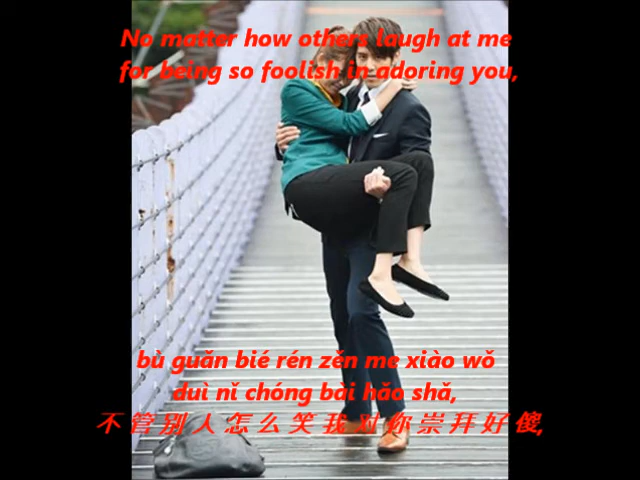 No matter how others laugh at me
for being so foolish in adoring you,
bù guǎn bié rén zěn me xiào wǒ
duì nǐ chóng bài hǎo shǎ,
不管别人怎么笑我对你崇拜好傻,